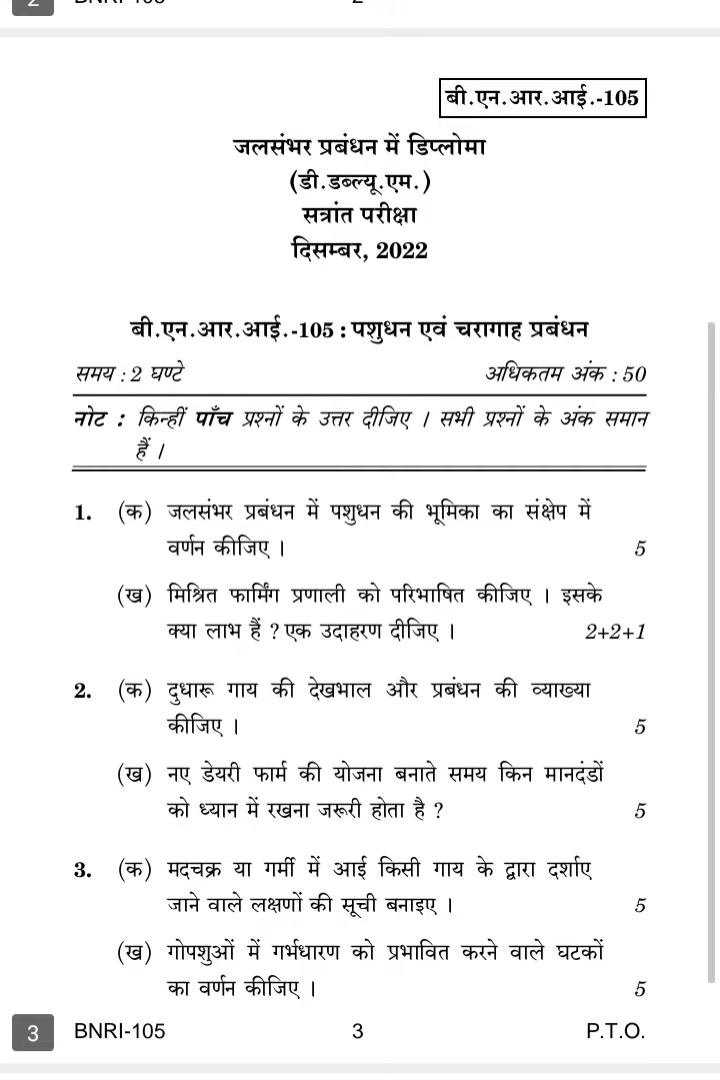 2 BNRI-105 2
बी.एन.आर.आई.-105
जलसंभर प्रबंधन में डिप्लोमा
(डी.डब्ल्यू.एम.)
सत्रांत परीक्षा
दिसम्बर, 2022
बी.एन.आर.आई.-105 : पशुधन एवं चरागाह प्रबंधन
समय : 2 घण्टे अधिकतम अंक : 50
नोट : किन्हीं पाँच प्रश्नों के उत्तर दीजिए । सभी प्रश्नों के अंक समान
हैं ।
1. (क) जलसंभर प्रबंधन में पशुधन की भूमिका का संक्षेप में
वर्णन कीजिए । 5
(ख) मिश्रित फार्मिंग प्रणाली को परिभाषित कीजिए । इसके
क्या लाभ हैं ? एक उदाहरण दीजिए । 2+2+1
2. (क) दुधारू गाय की देखभाल और प्रबंधन की व्याख्या
कीजिए । 5
(ख) नए डेयरी फार्म की योजना बनाते समय किन मानदंडों
को ध्यान में रखना जरूरी होता है ? 5
3. (क) मदचक्र या गर्मी में आई किसी गाय के द्वारा दर्शाए
जाने वाले लक्षणों की सूची बनाइए । 5
(ख) गोपशुओं में गर्भधारण को प्रभावित करने वाले घटकों
का वर्णन कीजिए । 5
3 BNRI-105 3 P.T.O.